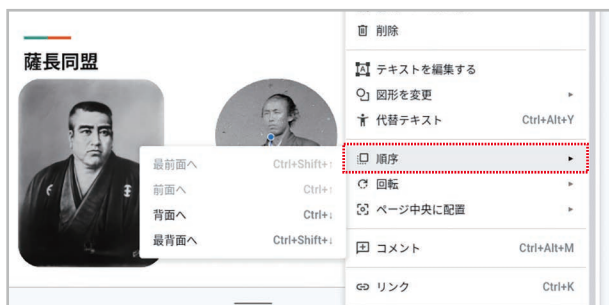 薩長同盟
削除
テキストを編集する
図形を変更
代替テキスト Ctrl+Alt+Y
順序
回転
ページ中央に配置
コメント Ctrl+Alt+M
リンク Ctrl+K
最前面へ Ctrl+Shift+↑
前面へ Ctrl+↑
背面へ Ctrl+↓
最背面へ Ctrl+Shift+↓